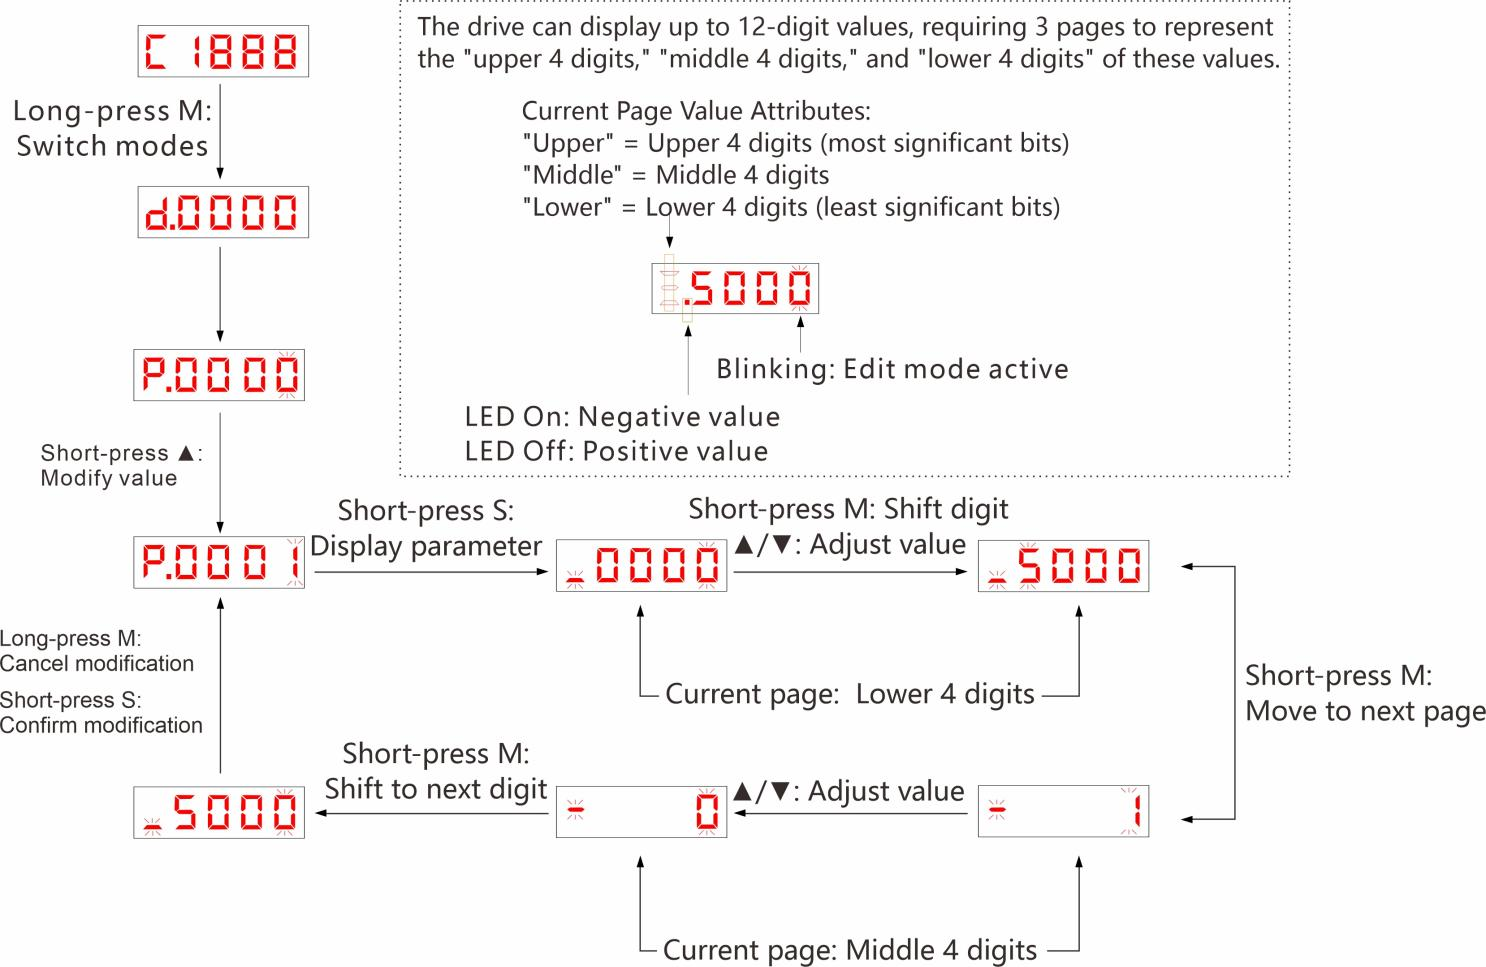 C 1888
The drive can display up to 12-digit values, requiring 3 pages to represent
the "upper 4 digits," "middle 4 digits," and "lower 4 digits" of these values.
Long-press M:
Switch modes
Current Page Value Attributes:
"Upper" = Upper 4 digits (most significant bits)
"Middle" = Middle 4 digits
"Lower" = Lower 4 digits (least significant bits)
d.0000
.5000
Blinking: Edit mode active
LED On: Negative value
LED Off: Positive value
P.0000
Short-press ▲:
Modify value
P.0001
Short-press S:
Display parameter
_0000
Short-press M: Shift digit
▲/▼: Adjust value
_5000
Current page: Lower 4 digits
Short-press M:
Move to next page
Long-press M:
Cancel modification
Short-press S:
Confirm modification
_5000
Short-press M:
Shift to next digit
- 0
▲/▼: Adjust value
- 1
Current page: Middle 4 digits